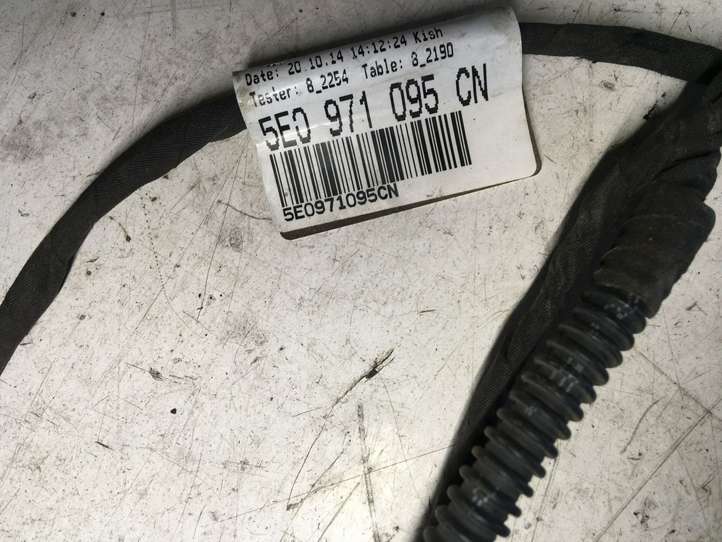 Date: 20.10.14 14:12:24 Kish
Tester: 8_2254 Table: 8_2190
5E0 971 095 CN
5E0971095CN